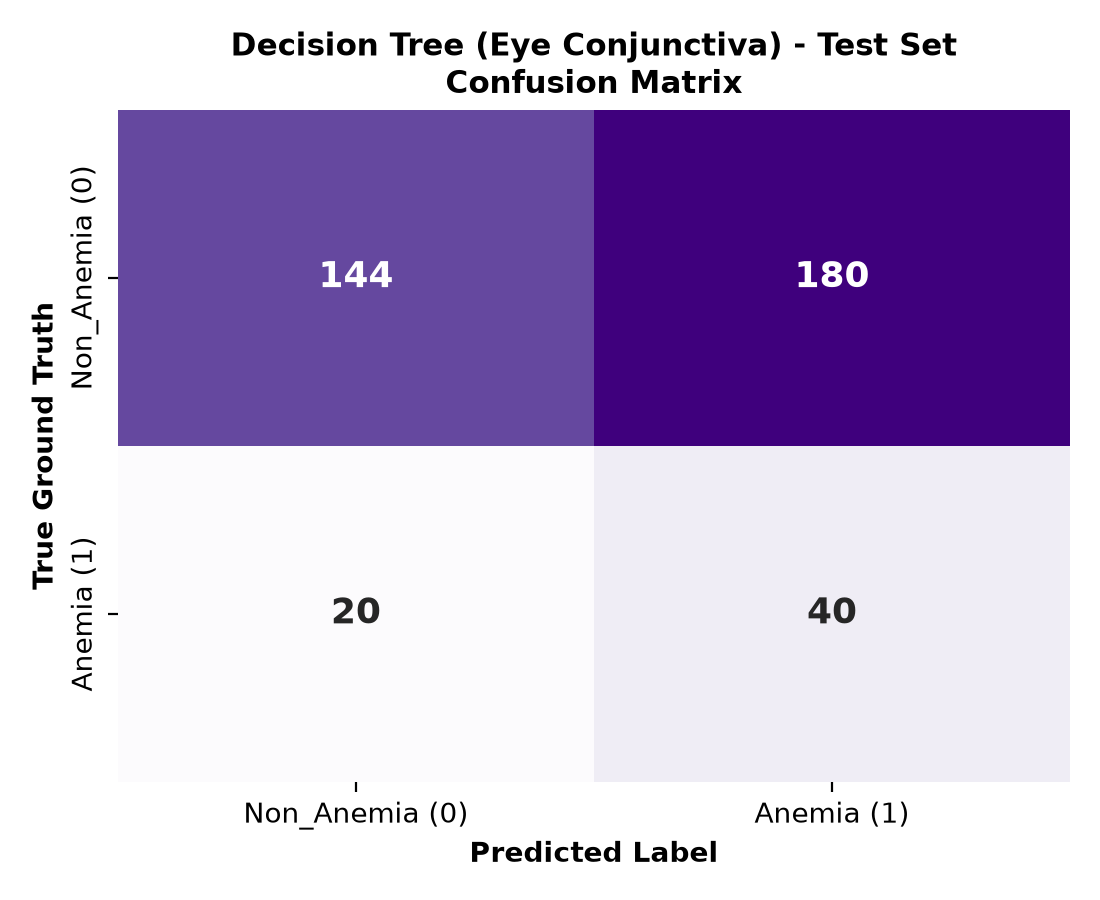 Decision Tree (Eye Conjunctiva) - Test Set
Confusion Matrix
True Ground Truth
Non_Anemia (0)
144
180
Anemia (1)
20
40
Non_Anemia (0)
Anemia (1)
Predicted Label